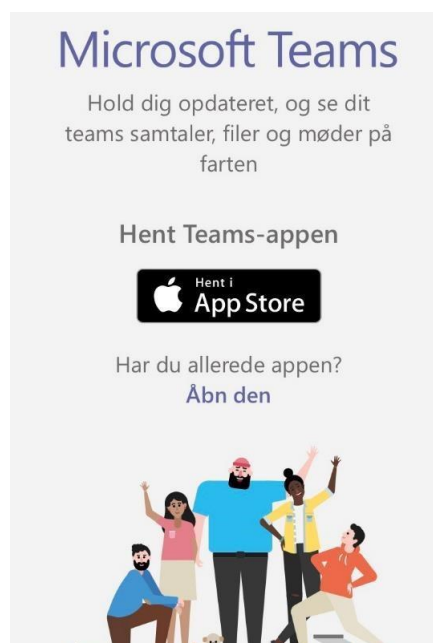 Microsoft Teams
Hold dig opdateret, og se dit
teams samtaler, filer og møder på
farten
Hent Teams-appen
Hent i
App Store
Har du allerede appen?
Åbn den